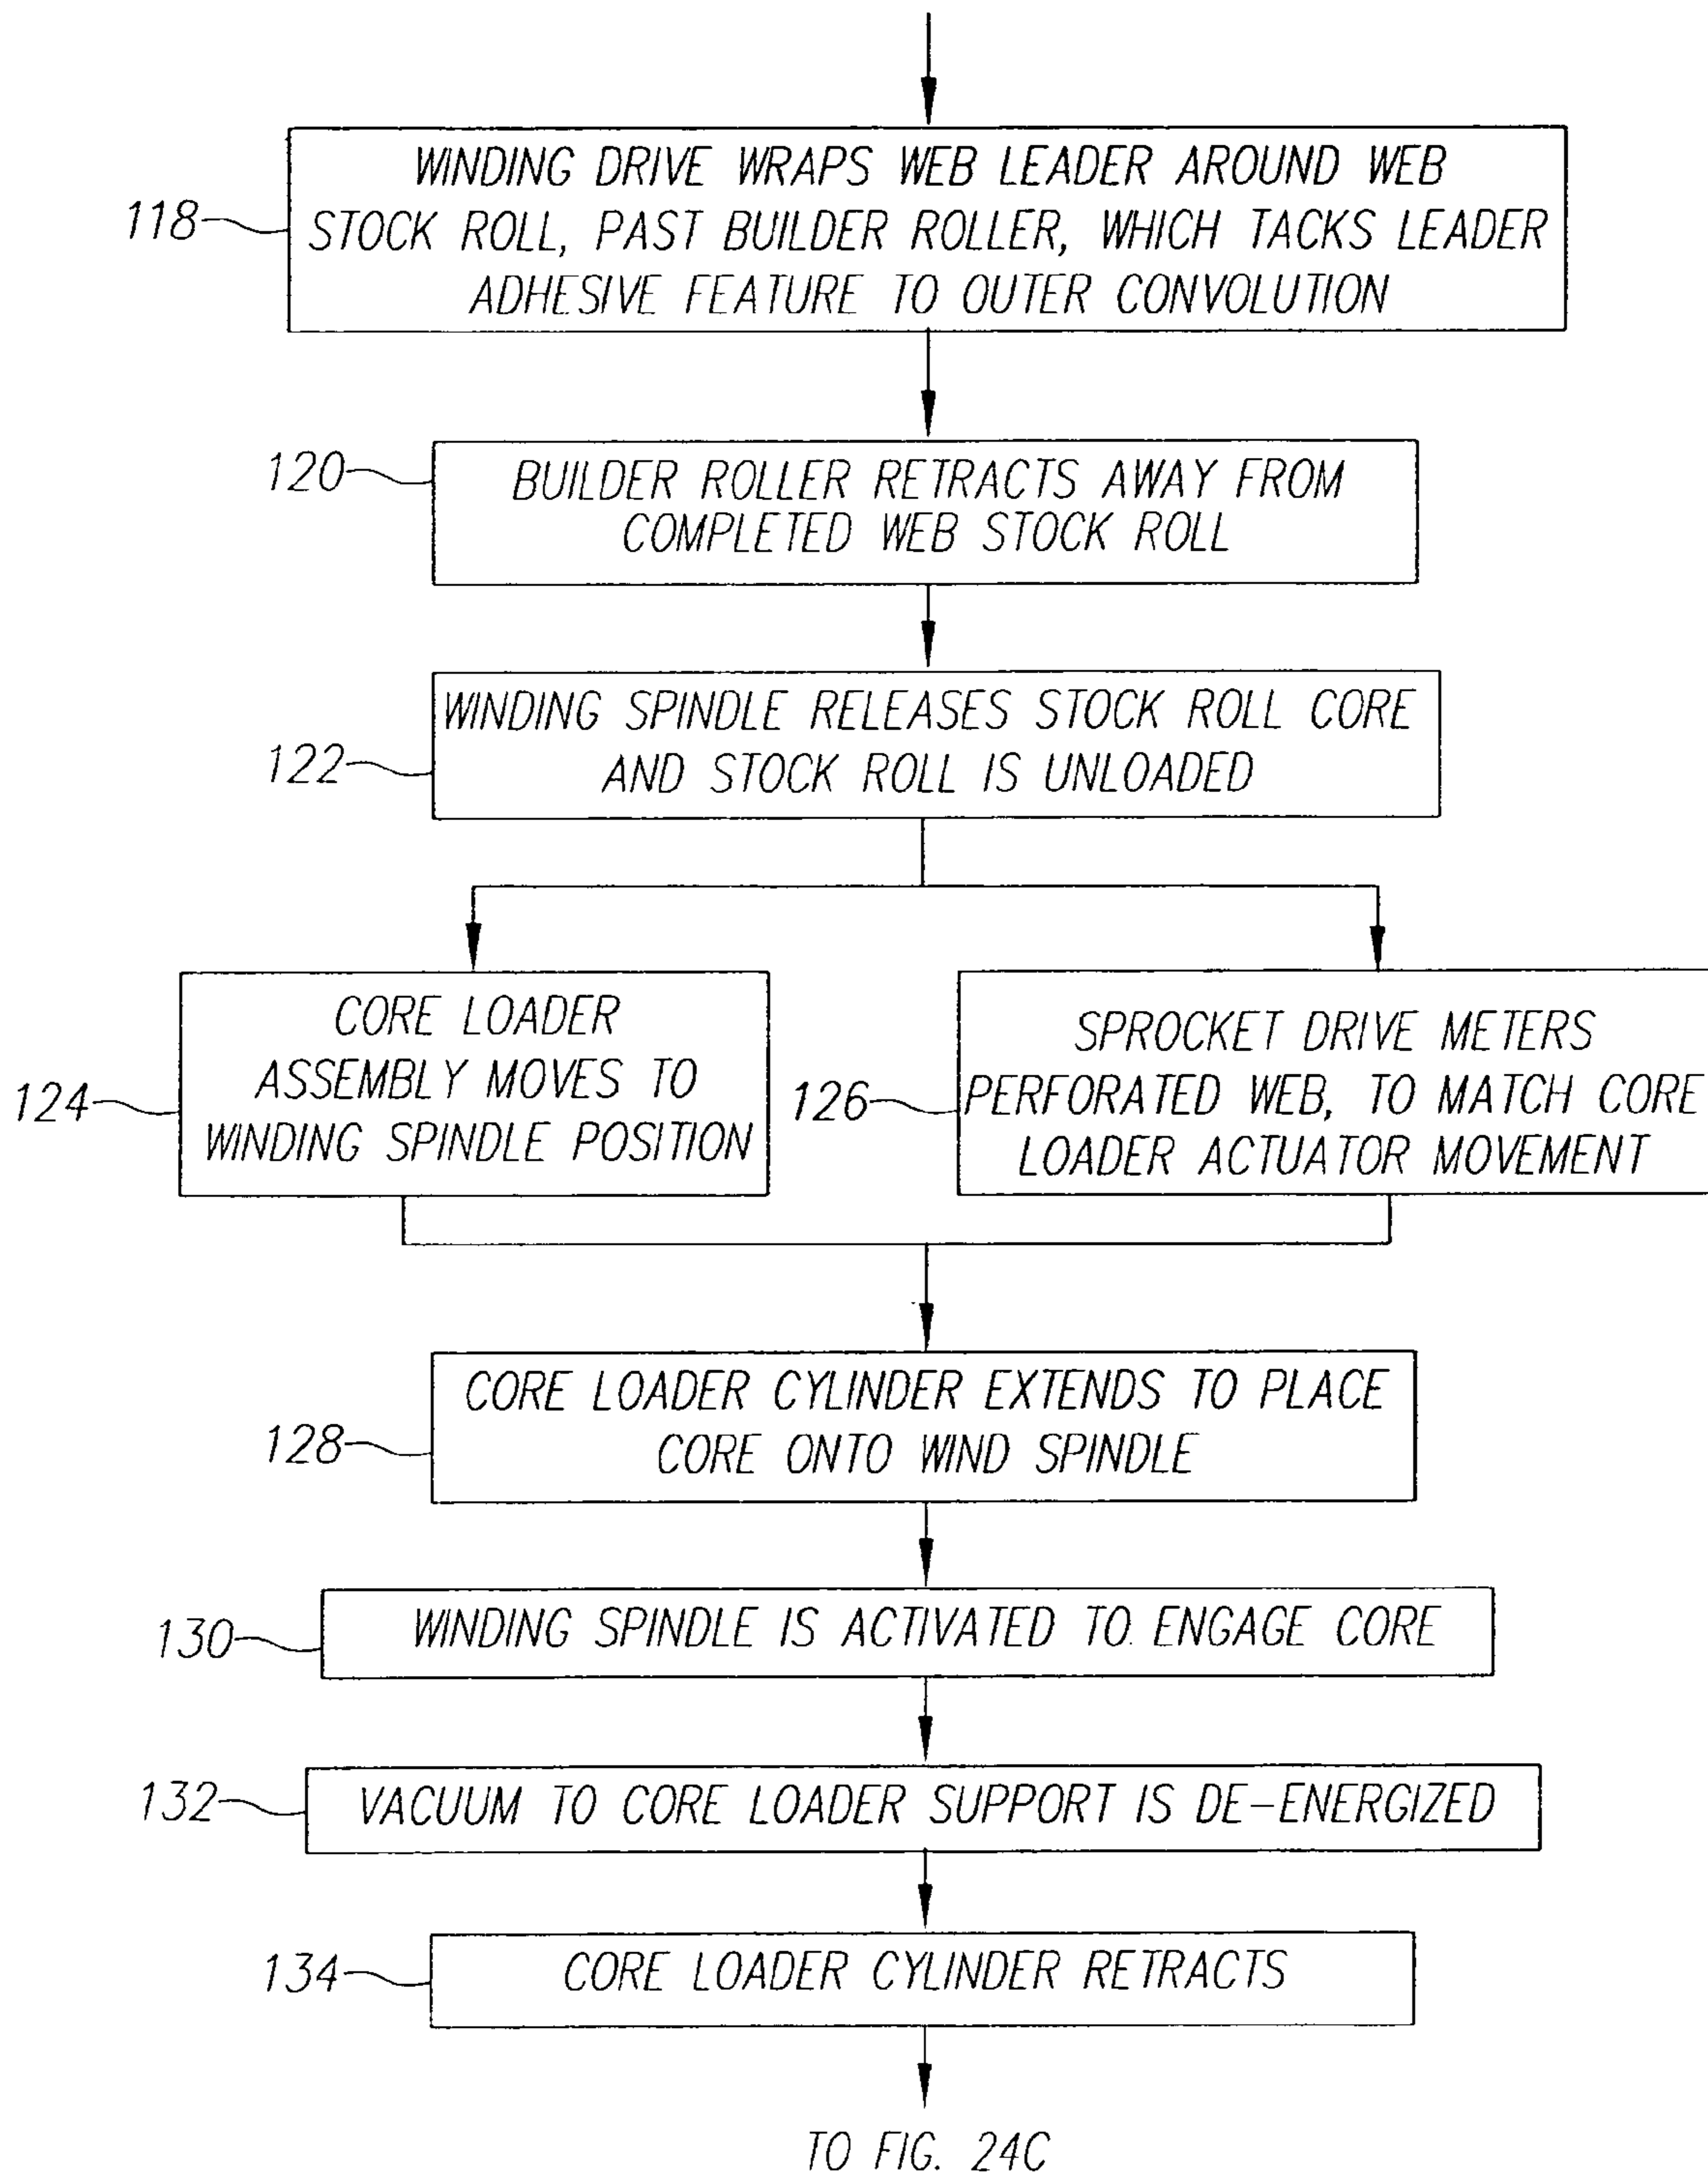 118
WINDING DRIVE WRAPS WEB LEADER AROUND WEB
STOCK ROLL, PAST BUILDER ROLLER, WHICH TACKS LEADER
ADHESIVE FEATURE TO OUTER CONVOLUTION
120
BUILDER ROLLER RETRACTS AWAY FROM
COMPLETED WEB STOCK ROLL
122
WINDING SPINDLE RELEASES STOCK ROLL CORE
AND STOCK ROLL IS UNLOADED
124
CORE LOADER
ASSEMBLY MOVES TO
WINDING SPINDLE POSITION
126
SPROCKET DRIVE METERS
PERFORATED WEB, TO MATCH CORE
LOADER ACTUATOR MOVEMENT
128
CORE LOADER CYLINDER EXTENDS TO PLACE
CORE ONTO WIND SPINDLE
130
WINDING SPINDLE IS ACTIVATED TO ENGAGE CORE
132
VACUUM TO CORE LOADER SUPPORT IS DE-ENERGIZED
134
CORE LOADER CYLINDER RETRACTS
TO FIG. 24C